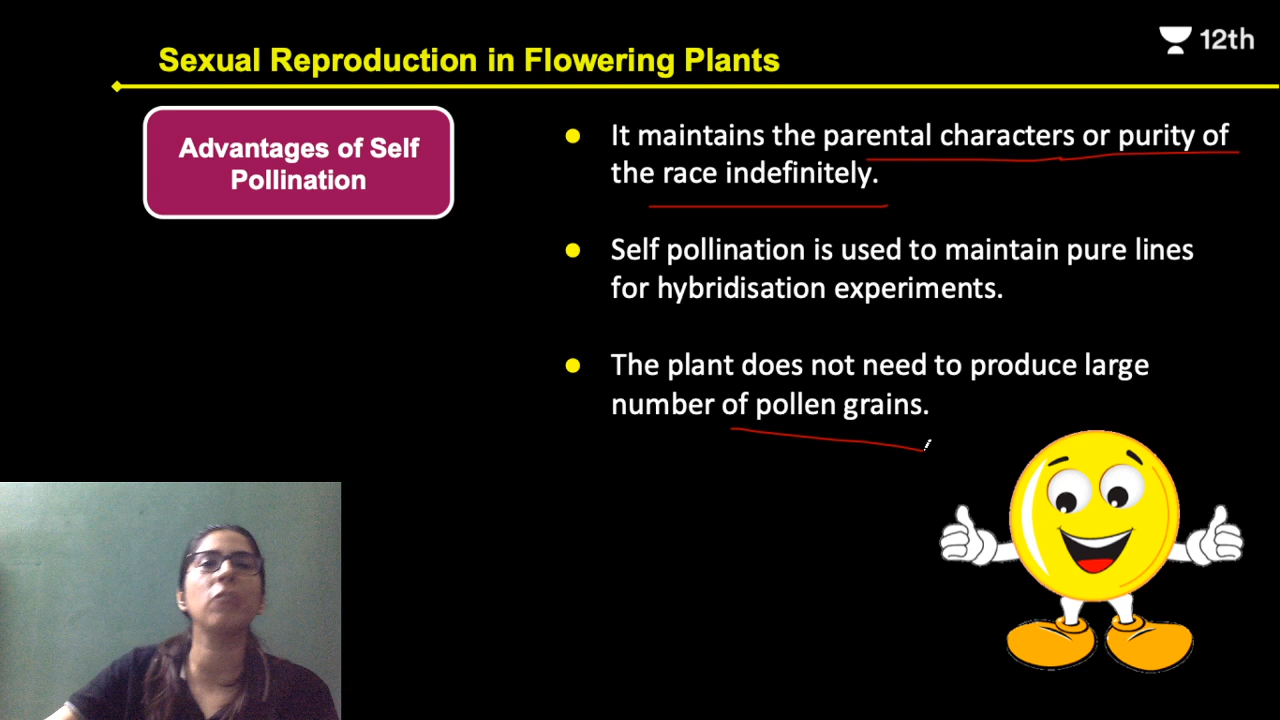 Sexual Reproduction in Flowering Plants
12th
Advantages of Self
Pollination
It maintains the parental characters or purity of
the race indefinitely.
Self pollination is used to maintain pure lines
for hybridisation experiments.
The plant does not need to produce large
number of pollen grains.